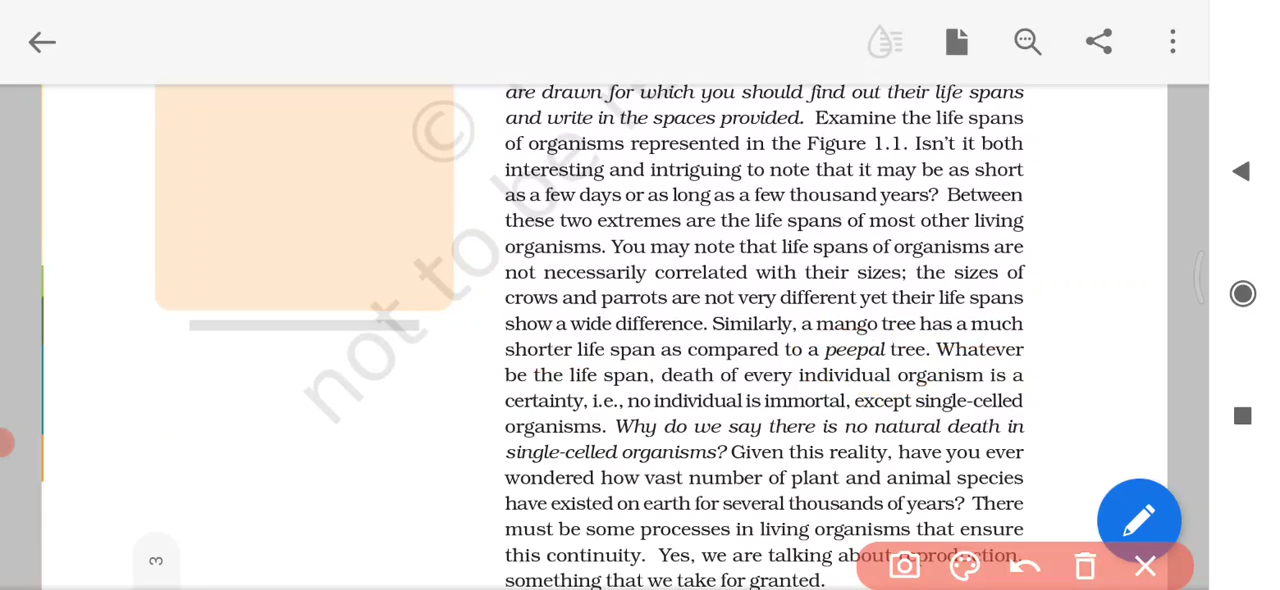 are drawn for which you should find out their life spans
and write in the spaces provided. Examine the life spans
of organisms represented in the Figure 1.1. Isn't it both
interesting and intriguing to note that it may be as short
as a few days or as long as a few thousand years? Between
these two extremes are the life spans of most other living
organisms. You may note that life spans of organisms are
not necessarily correlated with their sizes; the sizes of
crows and parrots are not very different yet their life spans
show a wide difference. Similarly, a mango tree has a much
shorter life span as compared to a peepal tree. Whatever
be the life span, death of every individual organism is a
certainty, i.e., no individual is immortal, except single-celled
organisms. Why do we say there is no natural death in
single-celled organisms? Given this reality, have you ever
wondered how vast number of plant and animal species
have existed on earth for several thousands of years? There
must be some processes in living organisms that ensure
this continuity. Yes, we are talking about reproduction,
something that we take for granted.
© not to be
3